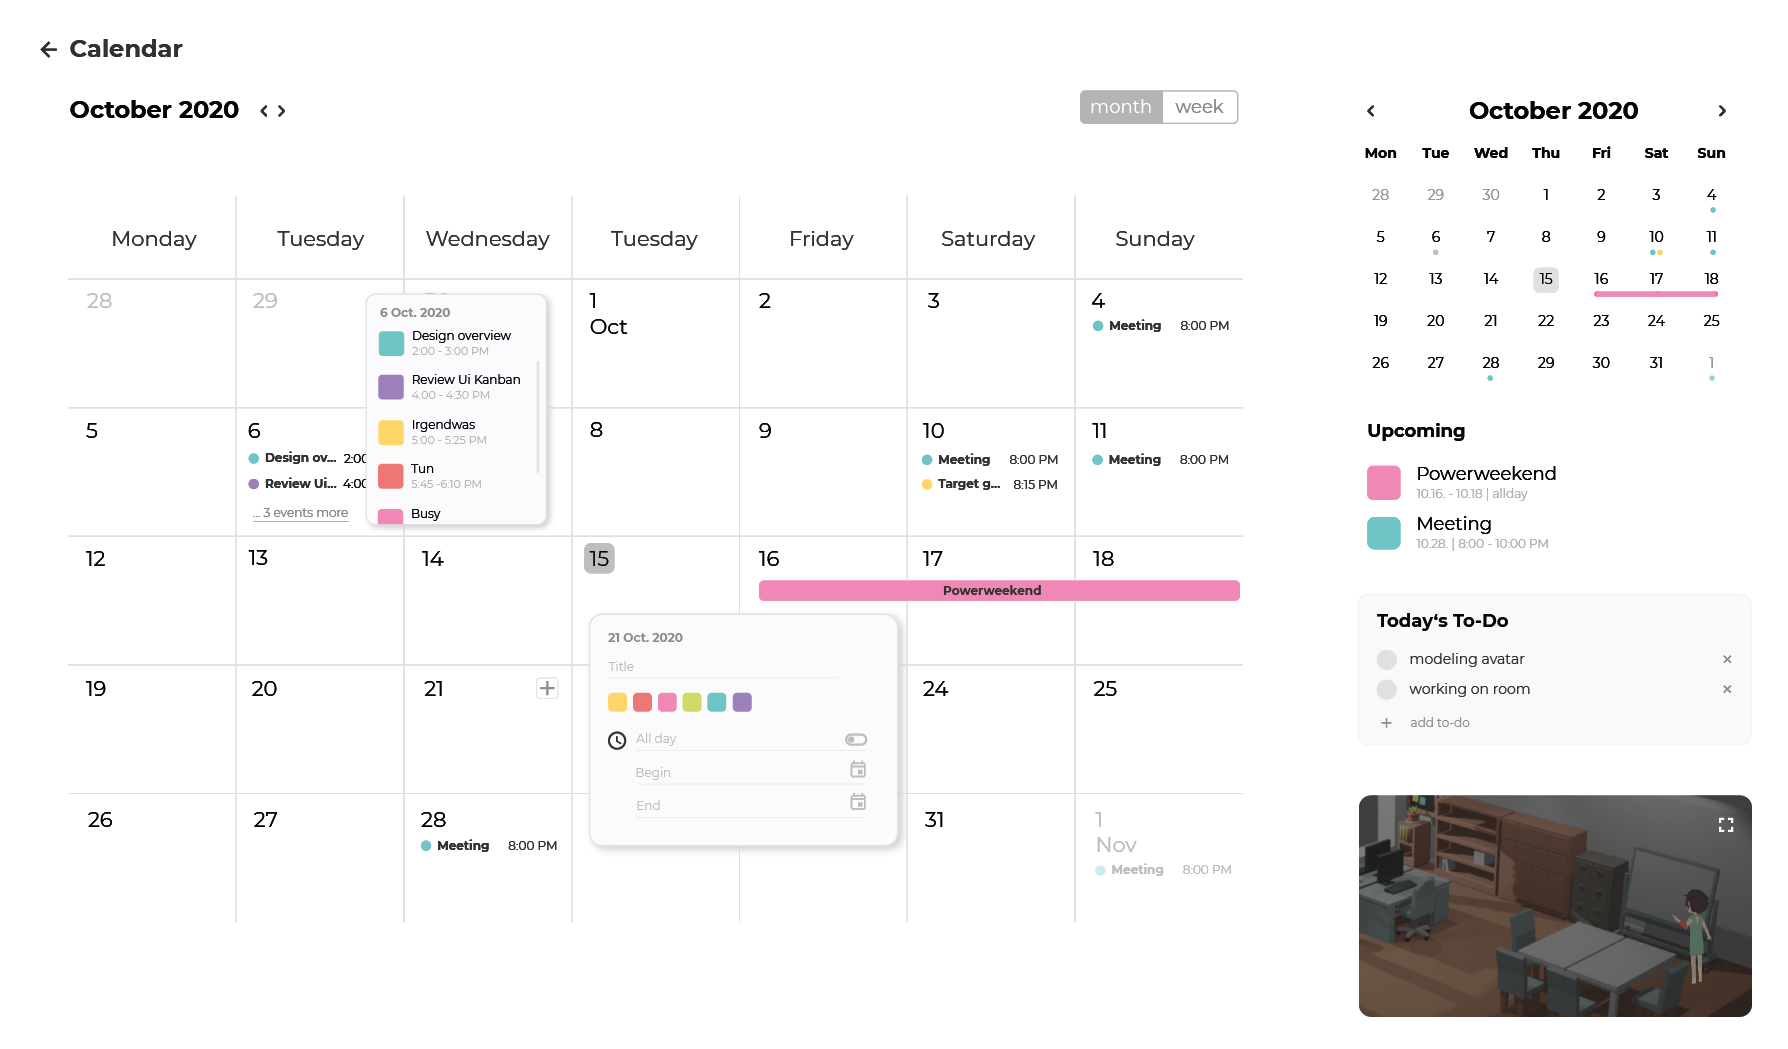 Calendar
October 2020
month week
Monday Tuesday Wednesday Tuesday Friday Saturday Sunday
28 29 1 2 3 4
Oct
Meeting 8:00 PM
6 Oct. 2020
Design overview
2:00 - 3:00 PM
Review Ui Kanban
4:00 - 4:30 PM
Irgendwas
5:00 - 5:25 PM
Tun
5:45 -6:10 PM
Busy
5 6 8 9 10 11
Design ov... 2:00
Review Ui... 4:00
... 3 events more
Meeting 8:00 PM
Target g... 8:15 PM
Meeting 8:00 PM
12 13 14 15 16 17 18
Powerweekend
21 Oct. 2020
Title
All day
Begin
End
19 20 21 24 25
26 27 28 31 1
Nov
Meeting 8:00 PM
Meeting 8:00 PM
October 2020
Mon Tue Wed Thu Fri Sat Sun
28 29 30 1 2 3 4
5 6 7 8 9 10 11
12 13 14 15 16 17 18
19 20 21 22 23 24 25
26 27 28 29 30 31 1
Upcoming
Powerweekend
10.16. - 10.18 | allday
Meeting
10.28. | 8:00 - 10:00 PM
Today‘s To-Do
modeling avatar
working on room
add to-do